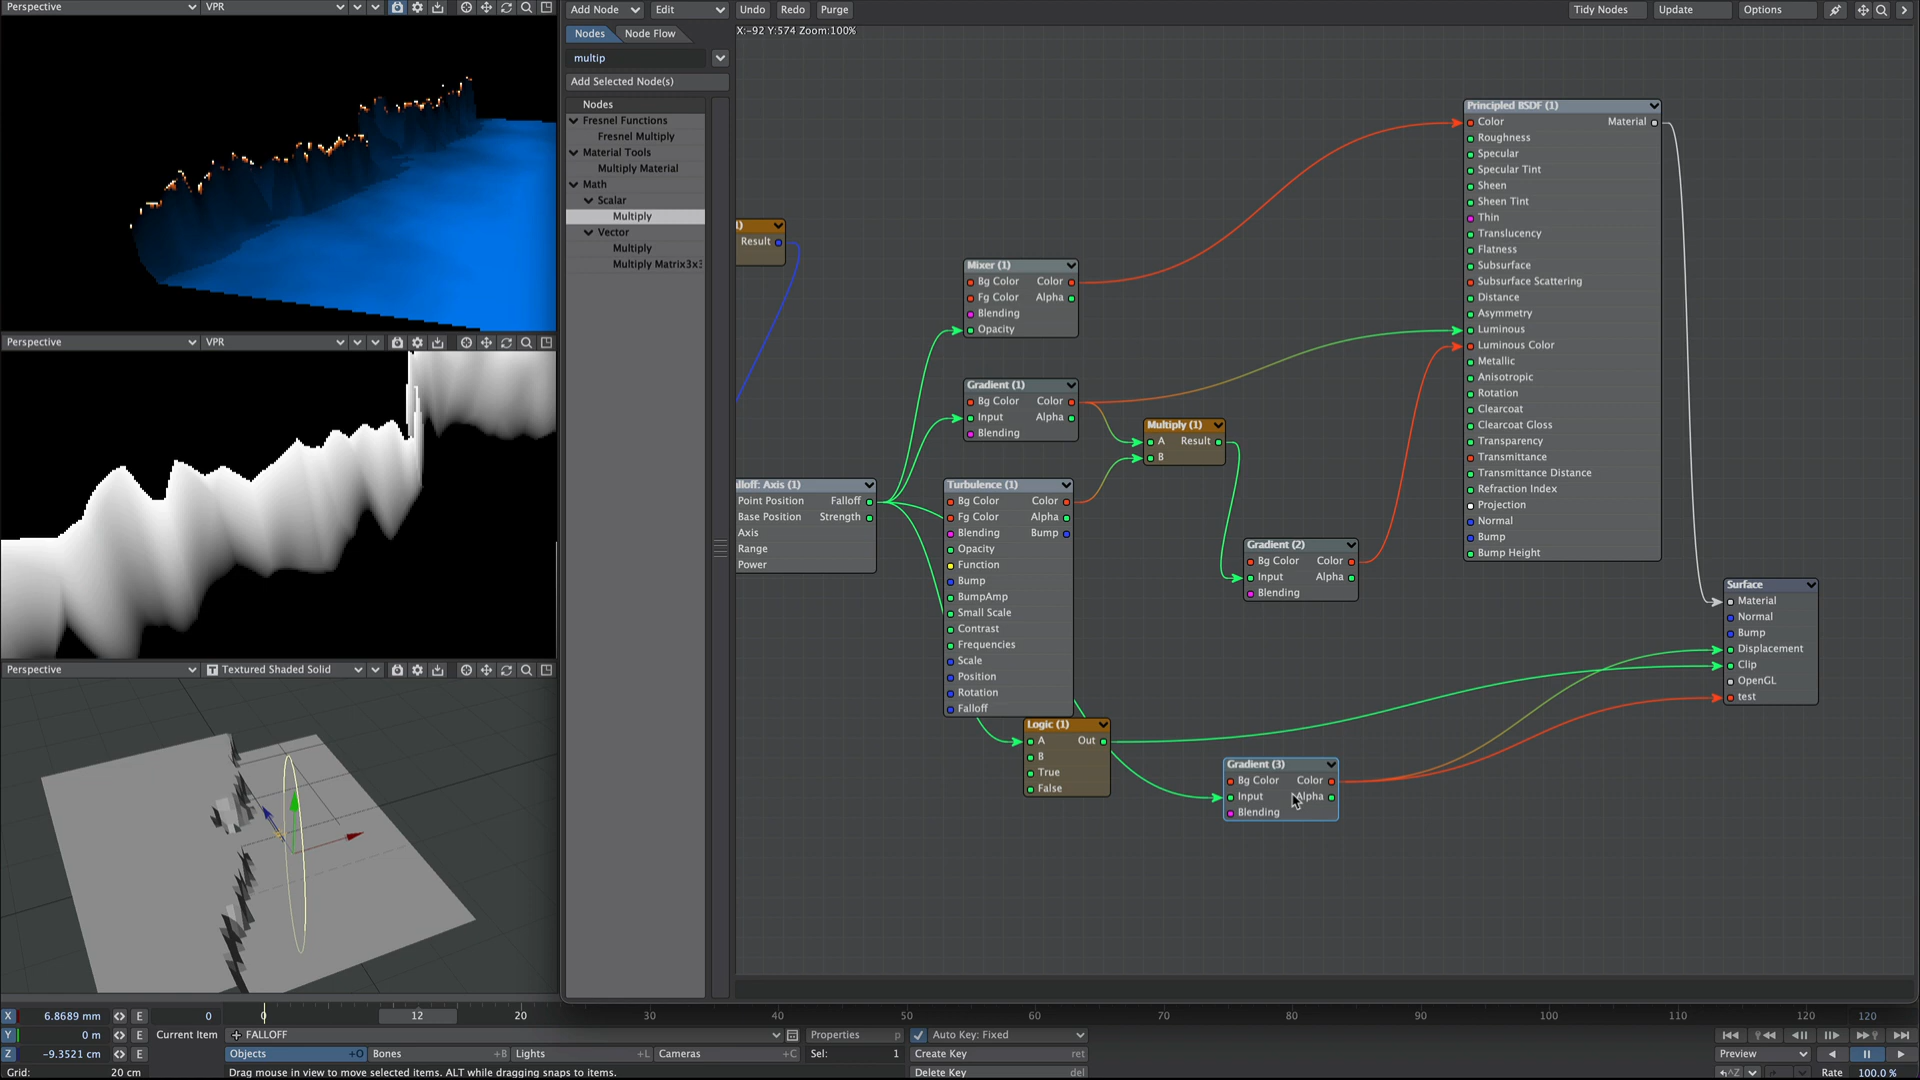 Perspective
VPR
Perspective
VPR
Perspective
Textured Shaded Solid
Add Node
Edit
Undo
Redo
Purge
Tidy Nodes
Update
Options
Nodes
Node Flow
X:-92 Y:574 Zoom:100%
multip
Add Selected Node(s)
Nodes
Fresnel Functions
Fresnel Multiply
Material Tools
Multiply Material
Math
Scalar
Multiply
Vector
Multiply
Multiply Matrix3x3
1)
Result
Mixer (1)
Bg Color Color
Fg Color Alpha
Blending
Opacity
Gradient (1)
Bg Color Color
Input Alpha
Blending
Multiply (1)
A Result
B
alloff: Axis (1)
Point Position Falloff
Base Position Strength
Axis
Range
Power
Turbulence (1)
Bg Color Color
Fg Color Alpha
Blending Bump
Opacity
Function
Bump
BumpAmp
Small Scale
Contrast
Frequencies
Scale
Position
Rotation
Falloff
Gradient (2)
Bg Color Color
Input Alpha
Blending
Logic (1)
A Out
B
True
False
Gradient (3)
Bg Color Color
Input Alpha
Blending
Principled BSDF (1)
Color Material
Roughness
Specular
Specular Tint
Sheen
Sheen Tint
Thin
Translucency
Flatness
Subsurface
Subsurface Scattering
Distance
Asymmetry
Luminous
Luminous Color
Metallic
Anisotropic
Rotation
Clearcoat
Clearcoat Gloss
Transparency
Transmittance
Transmittance Distance
Refraction Index
Projection
Normal
Bump
Bump Height
Surface
Material
Normal
Bump
Displacement
Clip
OpenGL
test
X 6.8689 mm E 0 0 12 20 30 40 50 60 70 80 90 100 110 120 120
Y 0 m E Current Item FALLOFF Properties p Auto Key: Fixed
Z -9.3521 cm E Objects +O Bones +B Lights +L Cameras +C Sel: 1 Create Key ret Preview
Grid: 20 cm Drag mouse in view to move selected items. ALT while dragging snaps to items. Delete Key del ^Z Rate 100.0 %